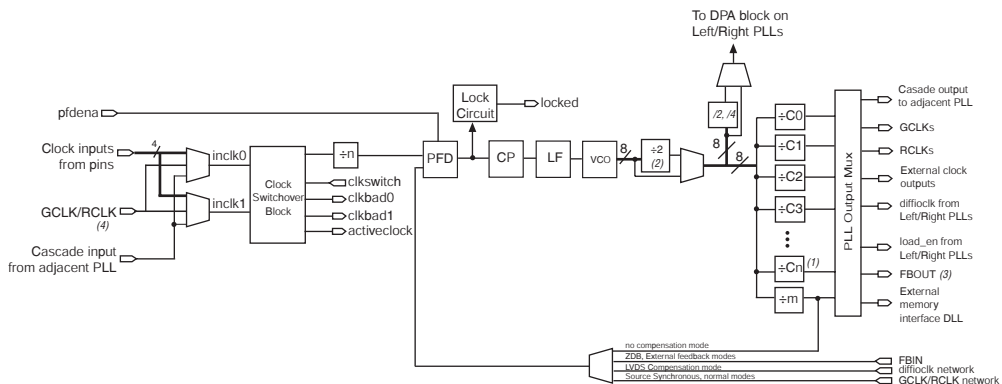 To DPA block on
Left/Right PLLs
pfdena
Lock
Circuit
locked
/2, /4
÷C0
Casade output
to adjacent PLL
Clock inputs
from pins
4
inclk0
÷n
PFD
CP
LF
VCO
8
÷2
(2)
8
8
÷C1
GCLKs
RCLKs
÷C2
External clock
outputs
Clock
Switchover
Block
clkswitch
clkbad0
clkbad1
activeclock
GCLK/RCLK
(4)
inclk1
÷C3
diffioclk from
Left/Right PLLs
PLL Output Mux
Cascade input
from adjacent PLL
load_en from
Left/Right PLLs
÷Cn
(1)
FBOUT (3)
÷m
External
memory
interface DLL
no compensation mode
ZDB, External feedback modes
FBIN
LVDS Compensation mode
diffioclk network
Source Synchronous, normal modes
GCLK/RCLK network